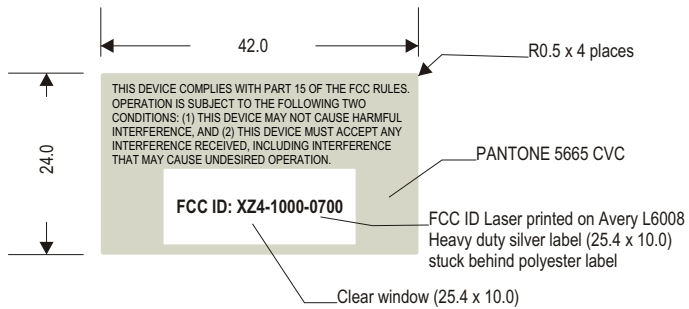 42.0
R0.5 x 4 places
THIS DEVICE COMPLIES WITH PART 15 OF THE FCC RULES.
OPERATION IS SUBJECT TO THE FOLLOWING TWO
CONDITIONS: (1) THIS DEVICE MAY NOT CAUSE HARMFUL
INTERFERENCE, AND (2) THIS DEVICE MUST ACCEPT ANY
INTERFERENCE RECEIVED, INCLUDING INTERFERENCE
THAT MAY CAUSE UNDESIRED OPERATION.
24.0
PANTONE 5665 CVC
FCC ID: XZ4-1000-0700
FCC ID Laser printed on Avery L6008
Heavy duty silver label (25.4 x 10.0)
stuck behind polyester label
Clear window (25.4 x 10.0)